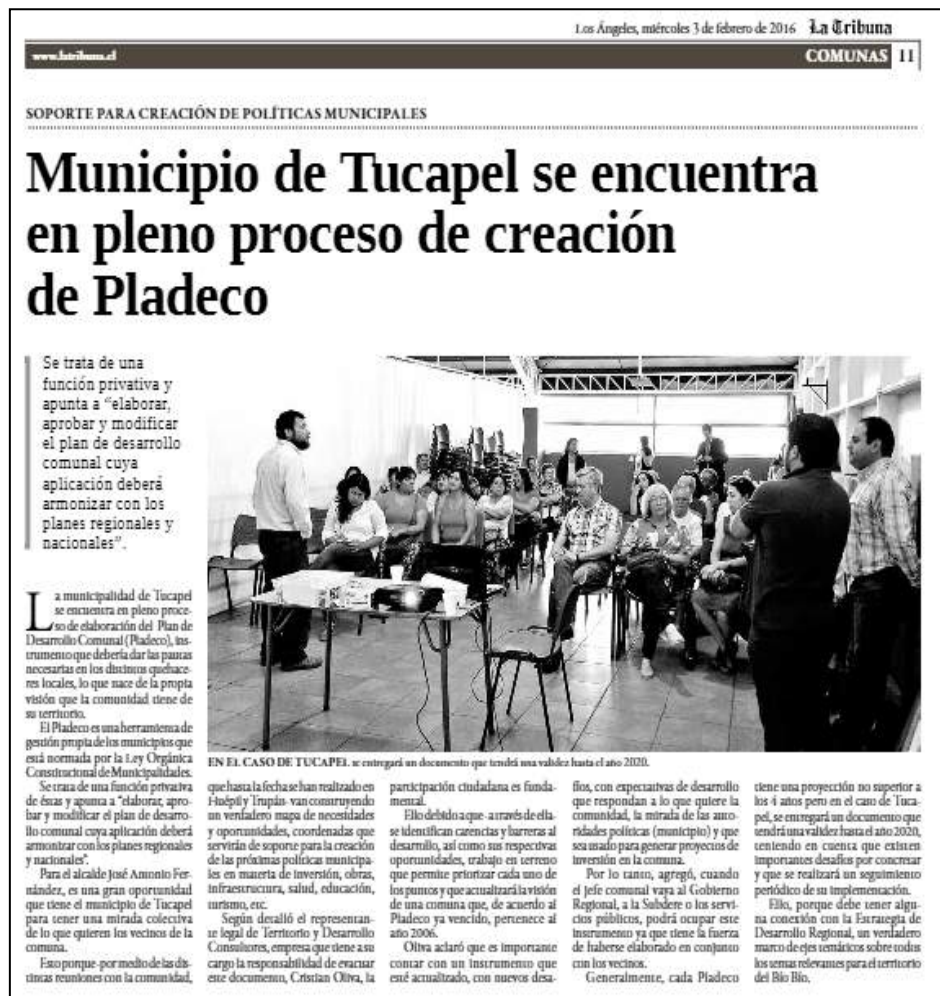 Los Ángeles, miércoles 3 de febrero de 2016 La Tribuna
www.latribuna.cl
COMUNAS 11
SOPORTE PARA CREACIÓN DE POLÍTICAS MUNICIPALES
Municipio de Tucapel se encuentra
en pleno proceso de creación
de Pladeco
Se trata de una
función privativa y
apunta a “elaborar,
aprobar y modificar
el plan de desarrollo
comunal cuya
aplicación deberá
armonizar con los
planes regionales y
nacionales”.
EN EL CASO DE TUCAPEL se entregará un documento que tendrá una validez hasta el año 2020.
La municipalidad de Tucapel
se encuentra en pleno proce-
so de elaboración del Plan de
Desarrollo Comunal (Pladeco), ins-
trumento que debería dar las pautas
necesarias en los distintos quehace-
res locales, lo que nace de la propia
visión que la comunidad tiene de
su territorio.
El Pladeco es una herramienta de
gestión propia de los municipios que
está normada por la Ley Orgánica
Constitucional de Municipalidades.
Se trata de una función privativa
de éstas y apunta a “elaborar, apro-
bar y modificar el plan de desarro-
llo comunal cuya aplicación deberá
armonizar con los planes regionales
y nacionales”.
Para el alcalde José Antonio Fer-
nández, es una gran oportunidad
que tiene el municipio de Tucapel
para tener una mirada colectiva
de lo que quieren los vecinos de la
comuna.
Esto porque -por medio de las dis-
tintas reuniones con la comunidad,
que hasta la fecha se han realizado en
Huépil y Trupán- van construyendo
un verdadero mapa de necesidades
y oportunidades, coordenadas que
servirán de soporte para la creación
de las próximas políticas municipa-
les en materia de inversión, obras,
infraestructura, salud, educación,
turismo, etc.
Según detalló el representan-
te legal de Territorio y Desarrollo
Consultores, empresa que tiene a su
cargo la responsabilidad de evacuar
este documento, Cristian Oliva, la
participación ciudadana es funda-
mental.
Ello debido a que -a través de ella-
se identifican carencias y barreras al
desarrollo, así como sus respectivas
oportunidades, trabajo en terreno
que permite priorizar cada uno de
los puntos y que actualizará la visión
de una comuna que, de acuerdo al
Pladeco ya vencido, pertenece al
año 2006.
Oliva aclaró que es importante
contar con un instrumento que
esté actualizado, con nuevos desa-
fíos, con expectativas de desarrollo
que respondan a lo que quiere la
comunidad, la mirada de las auto-
ridades políticas (municipio) y que
sea usado para generar proyectos de
inversión en la comuna.
Por lo tanto, agregó, cuando
el jefe comunal vaya al Gobierno
Regional, a la Subdere o los servi-
cios públicos, podrá ocupar este
instrumento ya que tiene la fuerza
de haberse elaborado en conjunto
con los vecinos.
Generalmente, cada Pladeco
tiene una proyección no superior a
los 4 años pero en el caso de Tuca-
pel, se entregará un documento que
tendrá una validez hasta el año 2020,
teniendo en cuenta que existen
importantes desafíos por concretar
y que se realizará un seguimiento
periódico de su implementación.
Ello, porque debe tener algu-
na conexión con la Estrategia de
Desarrollo Regional, un verdadero
marco de ejes temáticos sobre todos
los temas relevantes para el territorio
del Bío Bío.